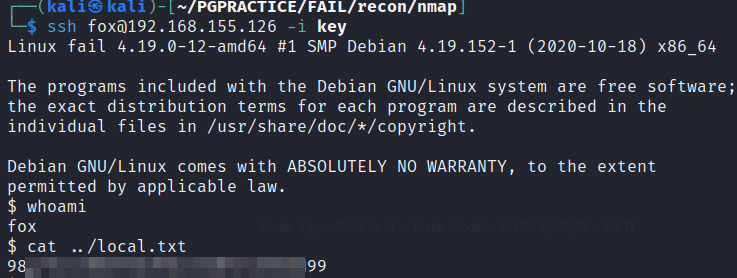 ┌──(kali㉿kali)-[~/PGPRACTICE/FAIL/recon/nmap]
└─$ ssh fox@192.168.155.126 -i key
Linux fail 4.19.0-12-amd64 #1 SMP Debian 4.19.152-1 (2020-10-18) x86_64
The programs included with the Debian GNU/Linux system are free software;
the exact distribution terms for each program are described in the
individual files in /usr/share/doc/*/copyright.
Debian GNU/Linux comes with ABSOLUTELY NO WARRANTY, to the extent
permitted by applicable law.
$ whoami
fox
$ cat ../local.txt
98 99